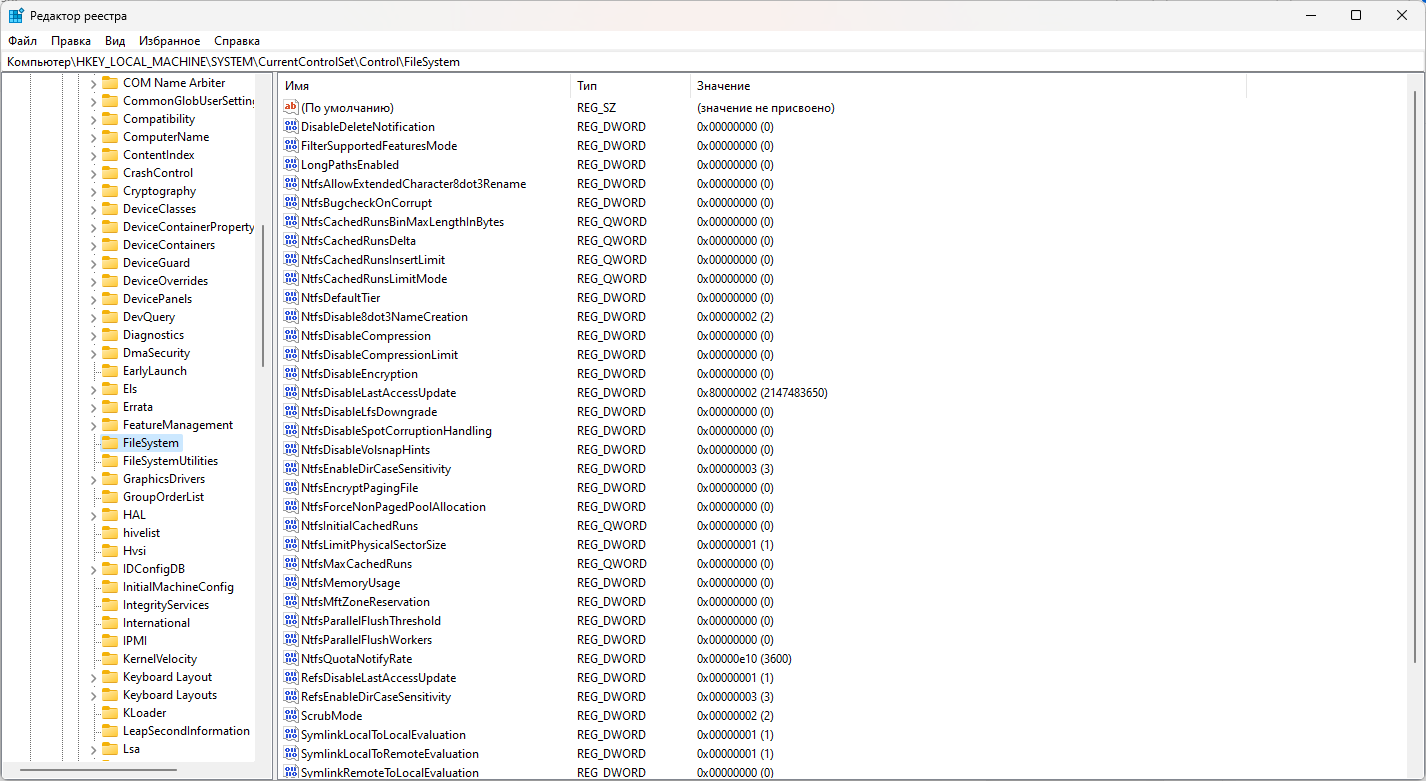 Редактор реестра
Файл Правка Вид Избранное Справка
Компьютер\HKEY_LOCAL_MACHINE\SYSTEM\CurrentControlSet\Control\FileSystem
COM Name Arbiter
CommonGlobUserSetting
Compatibility
ComputerName
ContentIndex
CrashControl
Cryptography
DeviceClasses
DeviceContainerProperty
DeviceContainers
DeviceGuard
DeviceOverrides
DevicePanels
DevQuery
Diagnostics
DmaSecurity
EarlyLaunch
Els
Errata
FeatureManagement
FileSystem
FileSystemUtilities
GraphicsDrivers
GroupOrderList
HAL
hivelist
Hvsi
IDConfigDB
InitialMachineConfig
IntegrityServices
International
IPMI
KernelVelocity
Keyboard Layout
Keyboard Layouts
KLoader
LeapSecondInformation
Lsa
Имя Тип Значение
(По умолчанию) REG_SZ (значение не присвоено)
DisableDeleteNotification REG_DWORD 0x00000000 (0)
FilterSupportedFeaturesMode REG_DWORD 0x00000000 (0)
LongPathsEnabled REG_DWORD 0x00000000 (0)
NtfsAllowExtendedCharacter8dot3Rename REG_DWORD 0x00000000 (0)
NtfsBugcheckOnCorrupt REG_DWORD 0x00000000 (0)
NtfsCachedRunsBinMaxLengthInBytes REG_QWORD 0x00000000 (0)
NtfsCachedRunsDelta REG_QWORD 0x00000000 (0)
NtfsCachedRunsInsertLimit REG_QWORD 0x00000000 (0)
NtfsCachedRunsLimitMode REG_QWORD 0x00000000 (0)
NtfsDefaultTier REG_DWORD 0x00000000 (0)
NtfsDisable8dot3NameCreation REG_DWORD 0x00000002 (2)
NtfsDisableCompression REG_DWORD 0x00000000 (0)
NtfsDisableCompressionLimit REG_DWORD 0x00000000 (0)
NtfsDisableEncryption REG_DWORD 0x00000000 (0)
NtfsDisableLastAccessUpdate REG_DWORD 0x80000002 (2147483650)
NtfsDisableLfsDowngrade REG_DWORD 0x00000000 (0)
NtfsDisableSpotCorruptionHandling REG_DWORD 0x00000000 (0)
NtfsDisableVolsnapHints REG_DWORD 0x00000000 (0)
NtfsEnableDirCaseSensitivity REG_DWORD 0x00000003 (3)
NtfsEncryptPagingFile REG_DWORD 0x00000000 (0)
NtfsForceNonPagedPoolAllocation REG_DWORD 0x00000000 (0)
NtfsInitialCachedRuns REG_QWORD 0x00000000 (0)
NtfsLimitPhysicalSectorSize REG_DWORD 0x00000001 (1)
NtfsMaxCachedRuns REG_QWORD 0x00000000 (0)
NtfsMemoryUsage REG_DWORD 0x00000000 (0)
NtfsMftZoneReservation REG_DWORD 0x00000000 (0)
NtfsParallelFlushThreshold REG_DWORD 0x00000000 (0)
NtfsParallelFlushWorkers REG_DWORD 0x00000000 (0)
NtfsQuotaNotifyRate REG_DWORD 0x00000e10 (3600)
RefsDisableLastAccessUpdate REG_DWORD 0x00000001 (1)
RefsEnableDirCaseSensitivity REG_DWORD 0x00000003 (3)
ScrubMode REG_DWORD 0x00000002 (2)
SymlinkLocalToLocalEvaluation REG_DWORD 0x00000001 (1)
SymlinkLocalToRemoteEvaluation REG_DWORD 0x00000001 (1)
SymlinkRemoteToLocalEvaluation REG_DWORD 0x00000000 (0)